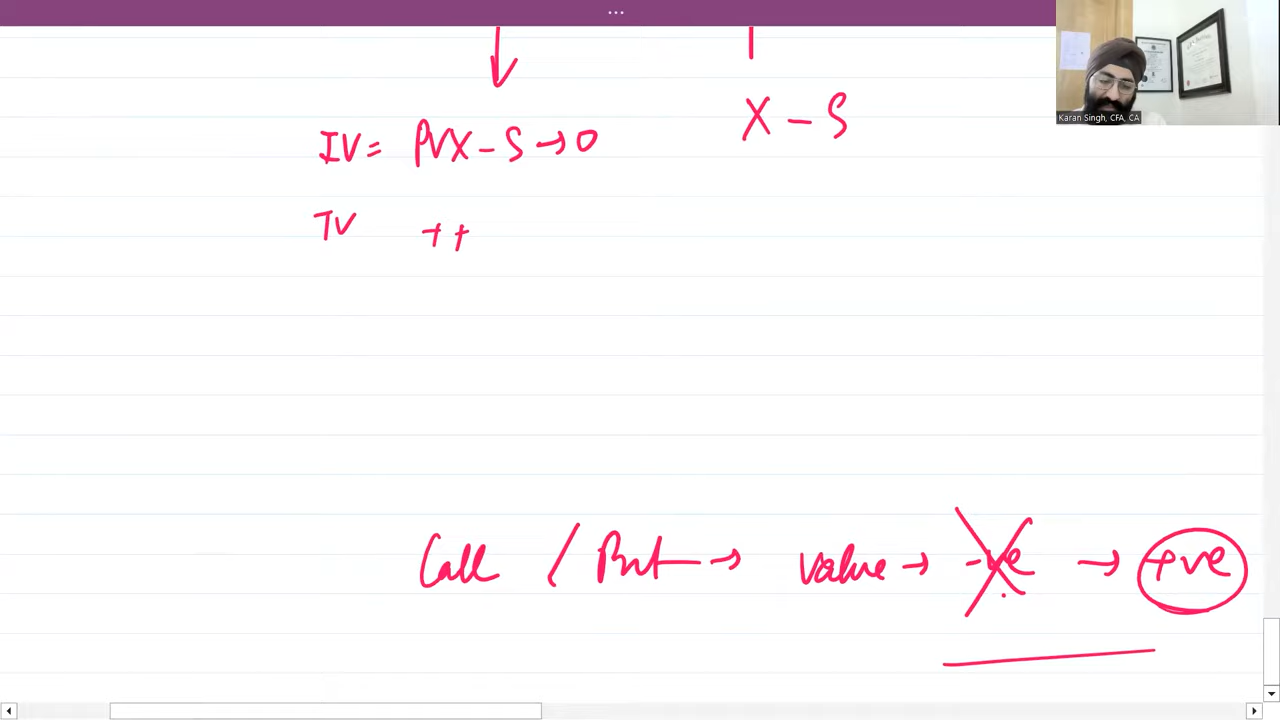 ...
Karan Singh, CFA, CA
X - S
IV = PVX - S → 0
TV ++
Call / Put → value → -ve → +ve